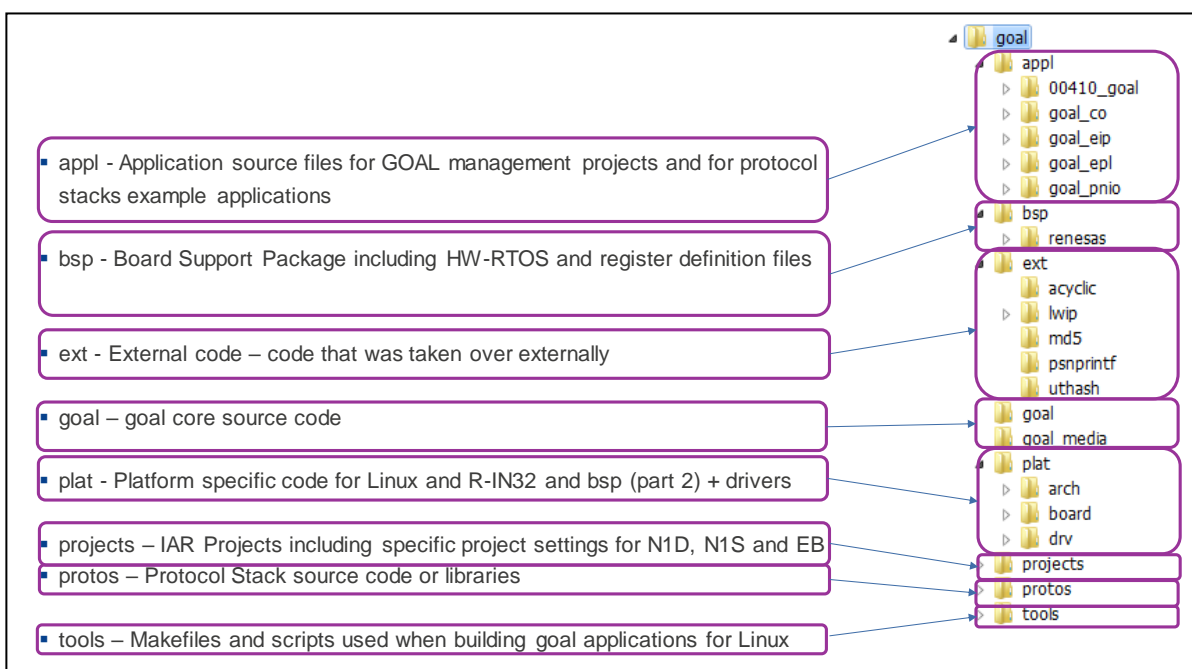 ▪ appl - Application source files for GOAL management projects and for protocol
stacks example applications
▪ bsp - Board Support Package including HW-RTOS and register definition files
▪ ext - External code – code that was taken over externally
▪ goal – goal core source code
▪ plat - Platform specific code for Linux and R-IN32 and bsp (part 2) + drivers
▪ projects – IAR Projects including specific project settings for N1D, N1S and EB
▪ protos – Protocol Stack source code or libraries
▪ tools – Makefiles and scripts used when building goal applications for Linux
goal
appl
00410_goal
goal_co
goal_eip
goal_epl
goal_pnio
bsp
renesas
ext
acyclic
lwip
md5
psnprintf
uthash
goal
goal_media
plat
arch
board
drv
projects
protos
tools